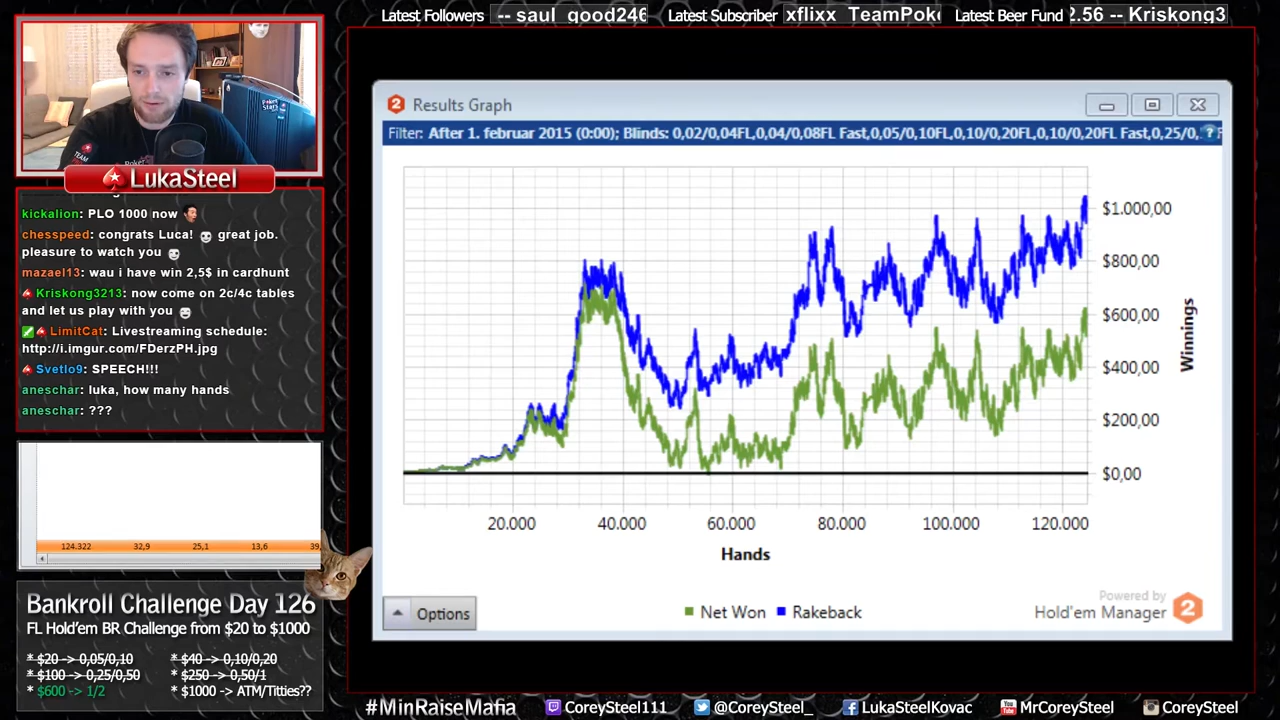 Latest Followers -- saul_good246 Latest Subscriber xflixx_TeamPok Latest Beer Fund 2.56 -- Kriskong3
LukaSteel
kickalion: PLO 1000 now
chesspeed: congrats Luca! great job.
pleasure to watch you
mazael13: wau i have win 2,5$ in cardhunt
Kriskong3213: now come on 2c/4c tables
and let us play with you
LimitCat: Livestreaming schedule:
http://i.imgur.com/FDerzPH.jpg
Svetlo9: SPEECH!!!
aneschar: luka, how many hands
aneschar: ???
124.322 32,9 25,1 13,6 39,
Bankroll Challenge Day 126
FL Hold'em BR Challenge from $20 to $1000
* $20 -> 0,05/0,10 * $40 -> 0,10/0,20
* $100 -> 0,25/0,50 * $250 -> 0,50/1
* $600 -> 1/2 * $1000 -> ATM/Titties??
Results Graph
Filter: After 1. februar 2015 (0:00); Blinds: 0,02/0,04FL,0,04/0,08FL Fast,0,05/0,10FL,0,10/0,20FL,0,10/0,20FL Fast,0,25/0,
$1.000,00
$800,00
$600,00
$400,00
$200,00
$0,00
Winnings
20.000 40.000 60.000 80.000 100.000 120.000
Hands
Options
Net Won Rakeback
Powered by
Hold'em Manager 2
#MinRaiseMafia CoreySteel111 @CoreySteel_ LukaSteelKovac MrCoreySteel CoreySteel